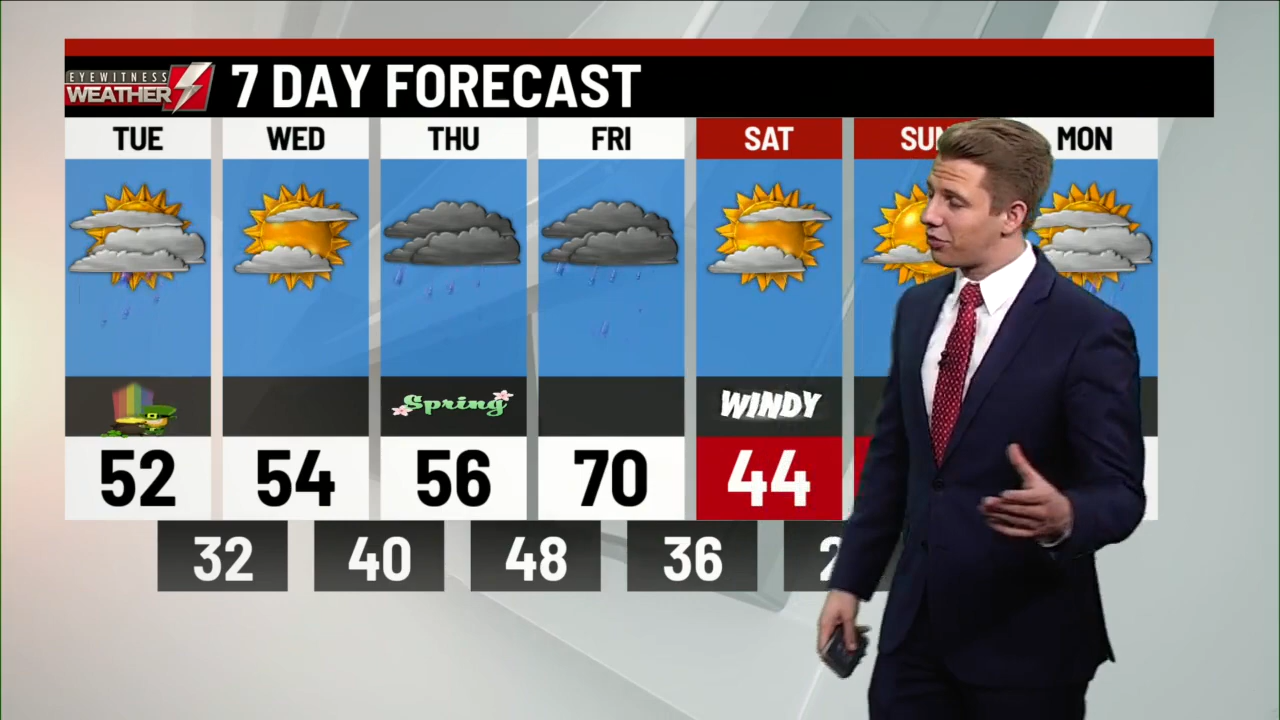 EYEWITNESS
WEATHER
7 DAY FORECAST
TUE WED THU FRI SAT MON
Spring WINDY
52 54 56 70 44
32 40 48 36